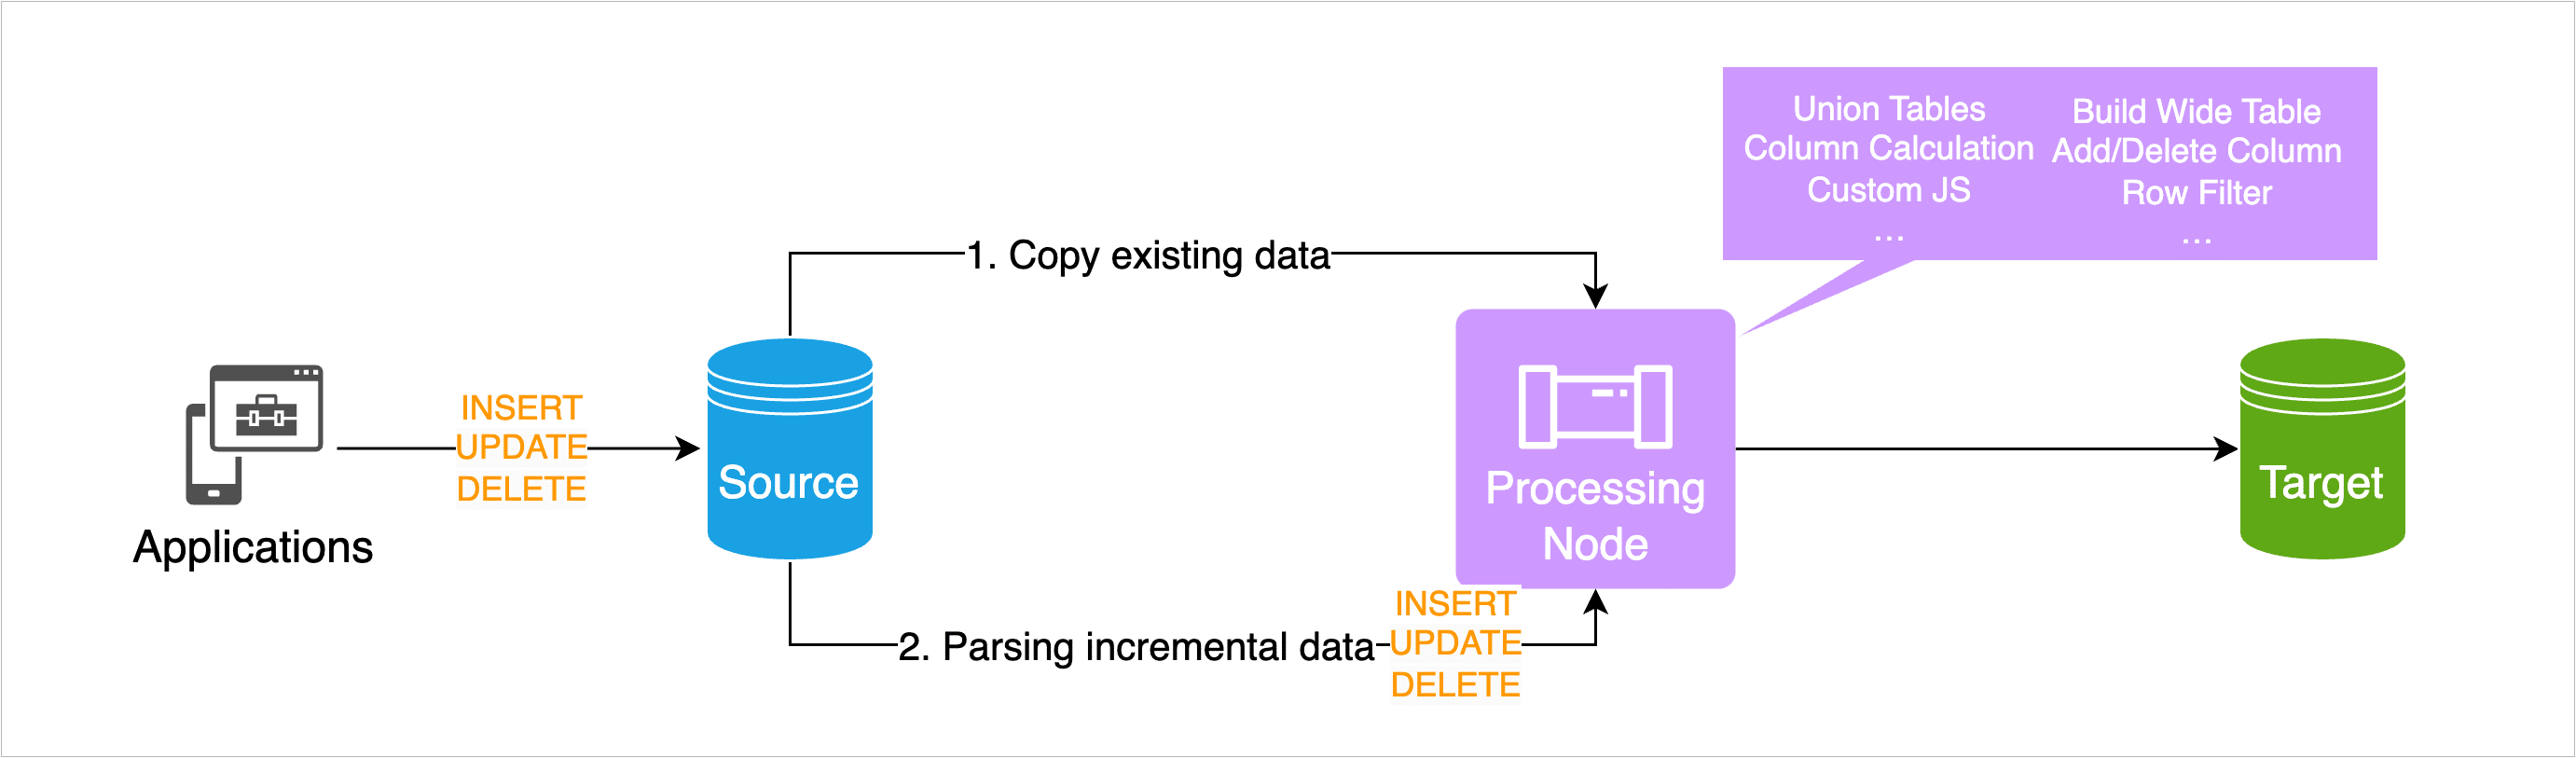 Applications
INSERT
UPDATE
DELETE
Source
1. Copy existing data
2. Parsing incremental data
INSERT
UPDATE
DELETE
Processing
Node
Union Tables
Column Calculation
Custom JS
...
Build Wide Table
Add/Delete Column
Row Filter
...
Target